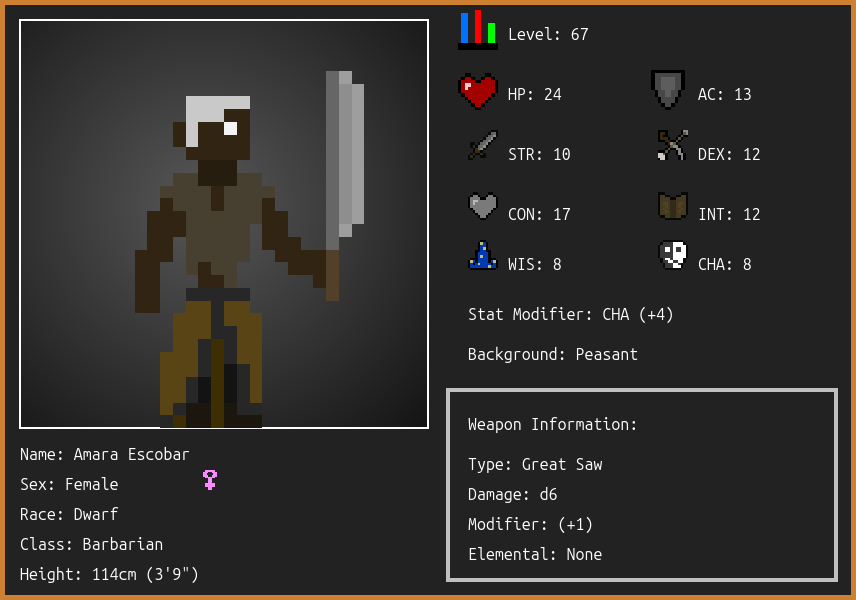 Level: 67
HP: 24
AC: 13
STR: 10
DEX: 12
CON: 17
INT: 12
WIS: 8
CHA: 8
Stat Modifier: CHA (+4)
Background: Peasant
Weapon Information:
Type: Great Saw
Damage: d6
Modifier: (+1)
Elemental: None
Name: Amara Escobar
Sex: Female
Race: Dwarf
Class: Barbarian
Height: 114cm (3'9")